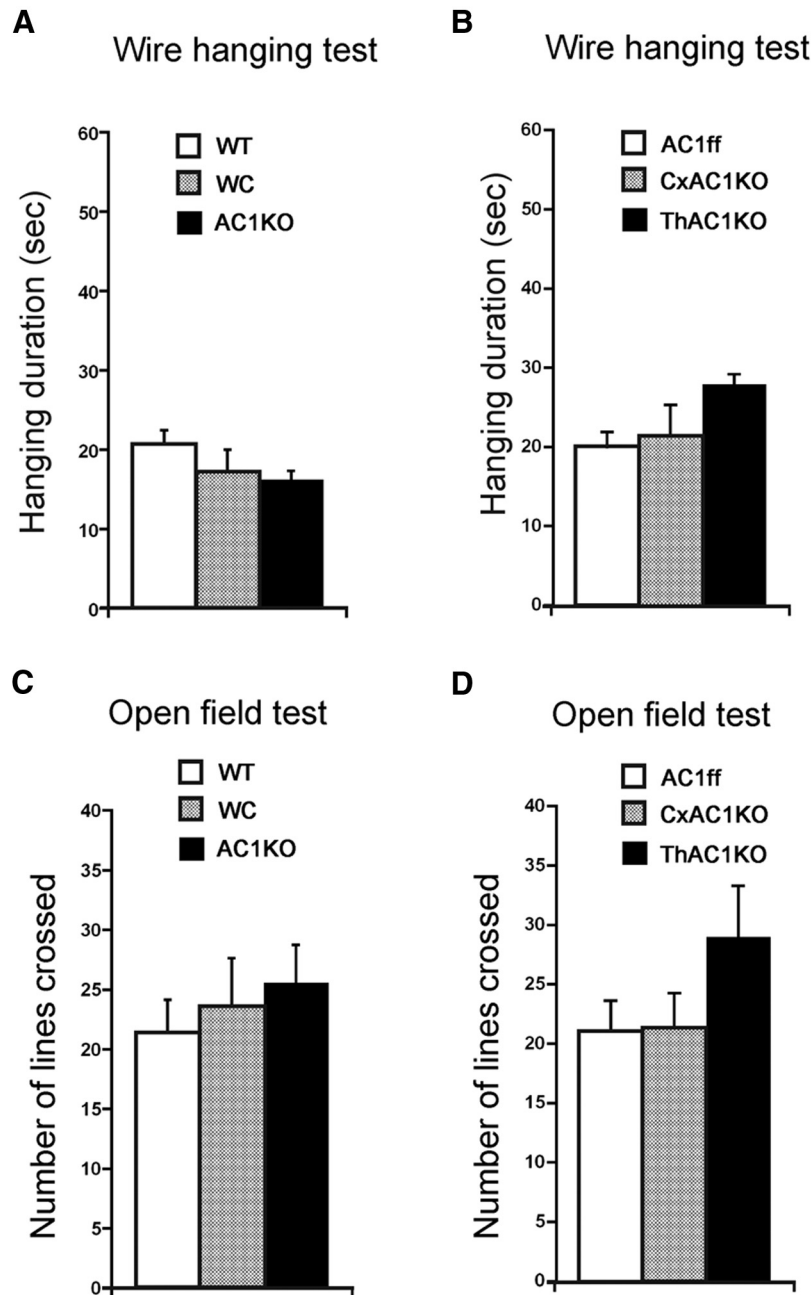 A
Wire hanging test
WT
WC
AC1KO
Hanging duration (sec)
60
50
40
30
20
10
0
B
Wire hanging test
AC1ff
CxAC1KO
ThAC1KO
Hanging duration (sec)
60
50
40
30
20
10
0
C
Open field test
WT
WC
AC1KO
Number of lines crossed
40
35
30
25
20
15
10
5
0
D
Open field test
AC1ff
CxAC1KO
ThAC1KO
Number of lines crossed
40
35
30
25
20
15
10
5
0